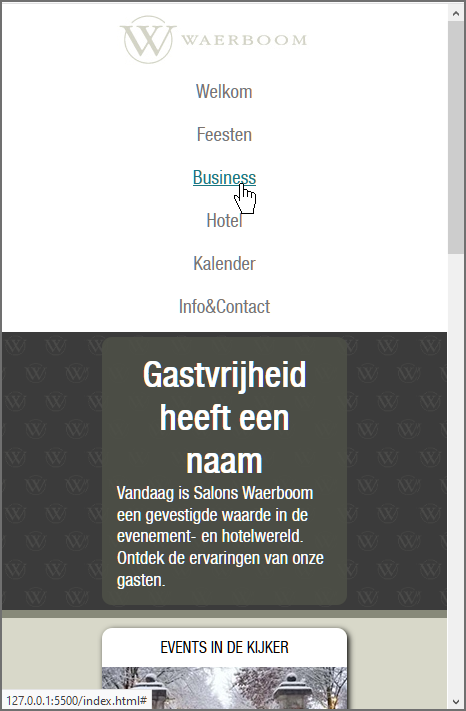 W WAERBOOM
Welkom
Feesten
Business
Hotel
Kalender
Info&Contact
Gastvrijheid
heeft een
naam
Vandaag is Salons Waerboom
een gevestigde waarde in de
evenement- en hotelwereld.
Ontdek de ervaringen van onze
gasten.
EVENTS IN DE KIJKER
127.0.0.1:5500/index.html#